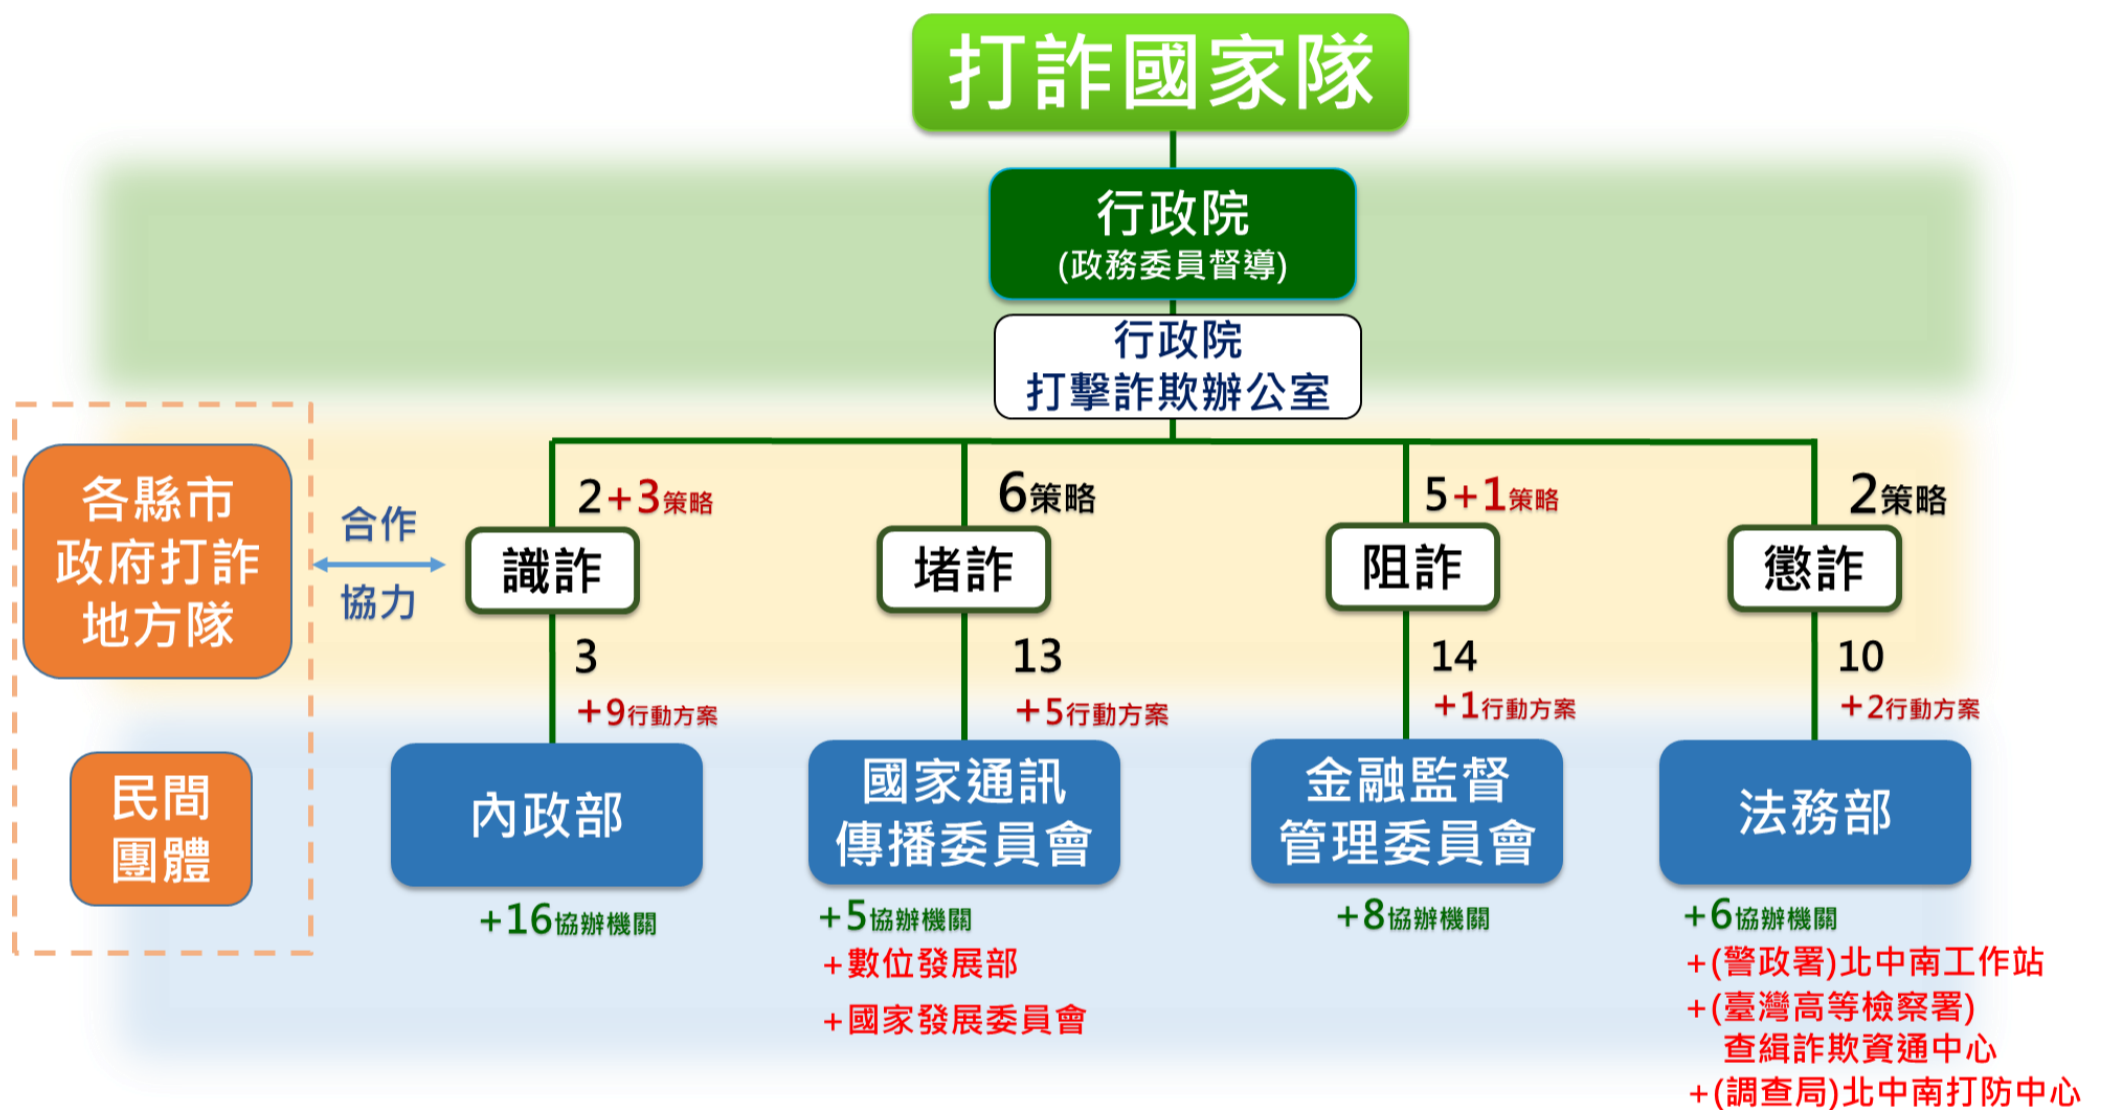 打詐國家隊
行政院
(政務委員督導)
行政院
打擊詐欺辦公室
各縣市
政府打詐
地方隊
合作
協力
民間
團體
2+3策略
識詐
3
+9行動方案
內政部
+16協辦機關
6策略
堵詐
13
+5行動方案
國家通訊
傳播委員會
+5協辦機關
+數位發展部
+國家發展委員會
5+1策略
阻詐
14
+1行動方案
金融監督
管理委員會
+8協辦機關
2策略
懲詐
10
+2行動方案
法務部
+6協辦機關
+(警政署)北中南工作站
+(臺灣高等檢察署)
查緝詐欺資通中心
+(調查局)北中南打防中心